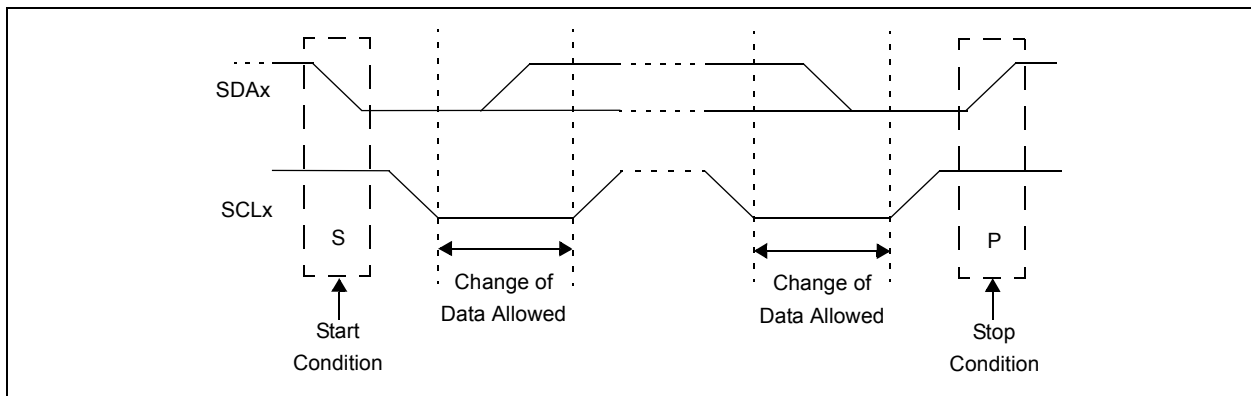 SDAx
SCLx
S
P
Change of
Data Allowed
Change of
Data Allowed
Start
Condition
Stop
Condition